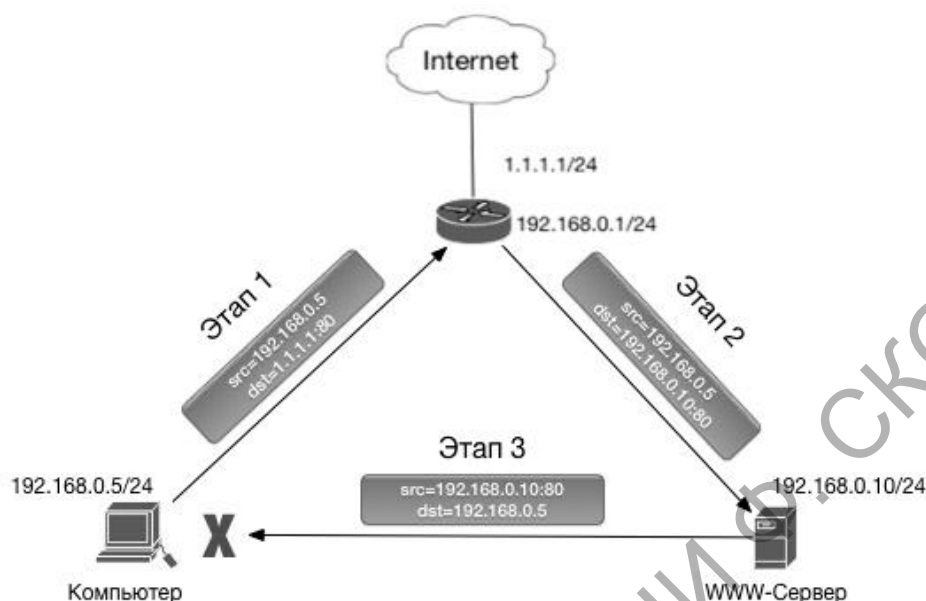 Internet
1.1.1.1/24
192.168.0.1/24
Этап 1
src=192.168.0.5
dst=1.1.1.1:80
Этап 2
src=192.168.0.5
dst=192.168.0.10:80
Этап 3
src=192.168.0.10:80
dst=192.168.0.5
192.168.0.5/24
192.168.0.10/24
X
Компьютер
WWW-Сервер